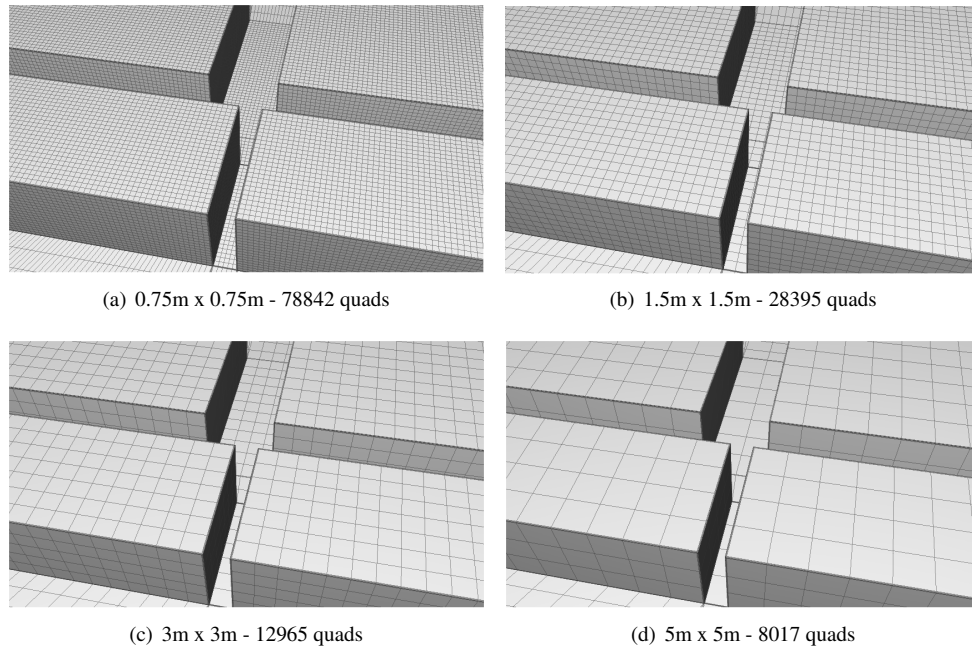 (a) 0.75m x 0.75m - 78842 quads
(b) 1.5m x 1.5m - 28395 quads
(c) 3m x 3m - 12965 quads
(d) 5m x 5m - 8017 quads